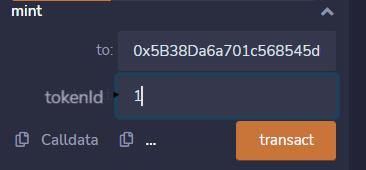 mint
to: 0x5B38Da6a701c568545d
tokenId 1
Calldata ... transact